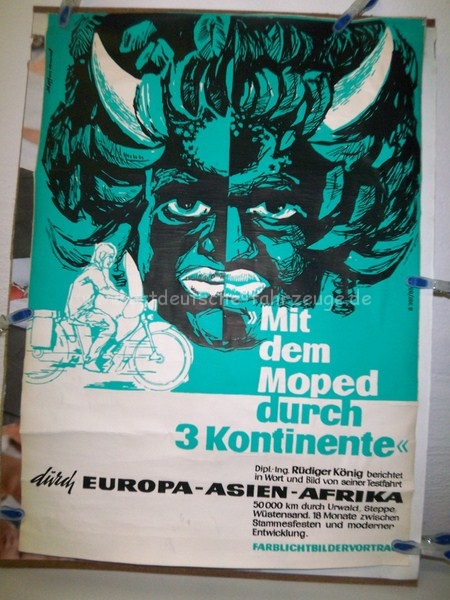 »Mit
dem
Moped
durch
3 Kontinente«
Dipl.-Ing. Rüdiger König berichtet
in Wort und Bild von seiner Testfahrt
durch EUROPA-ASIEN-AFRIKA
50000 km durch Urwald, Steppe,
Wüstensand. 18 Monate zwischen
Stammesfesten und moderner
Entwicklung.
FARBLICHTBILDERVORTRA